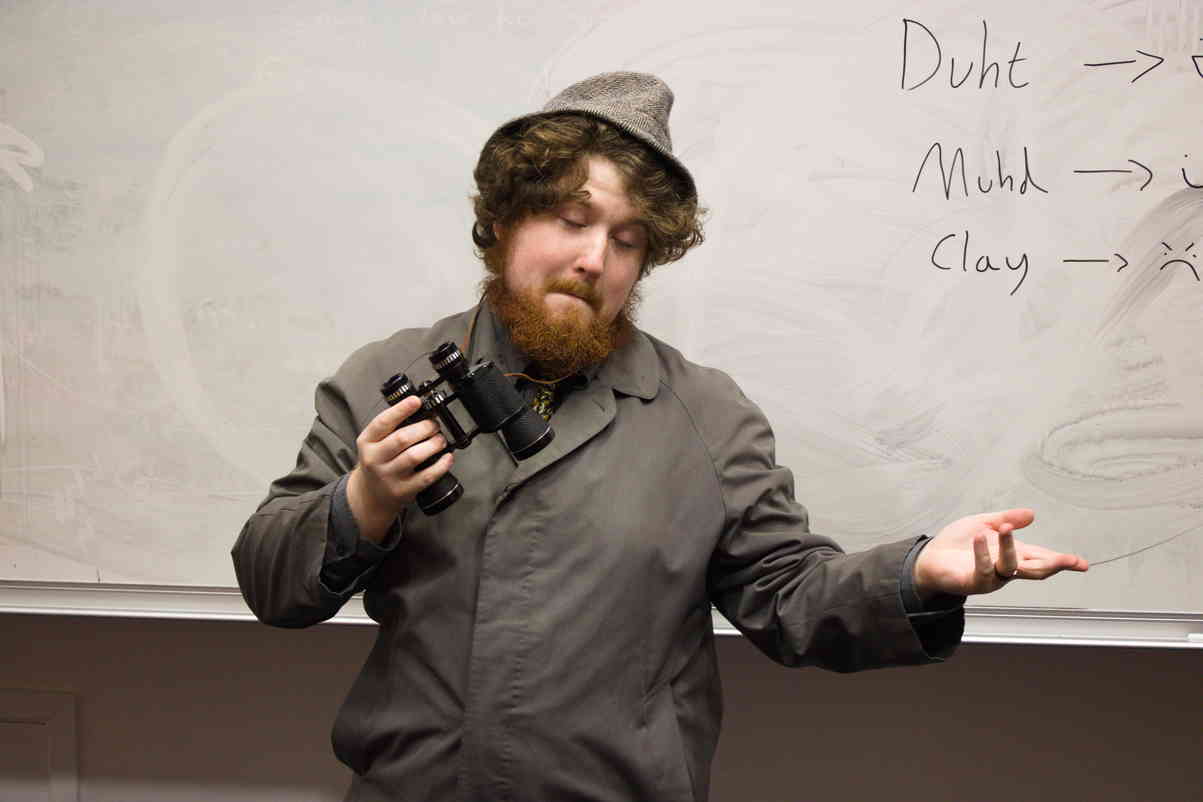 Duht →
Muhd → i
Clay → ☹